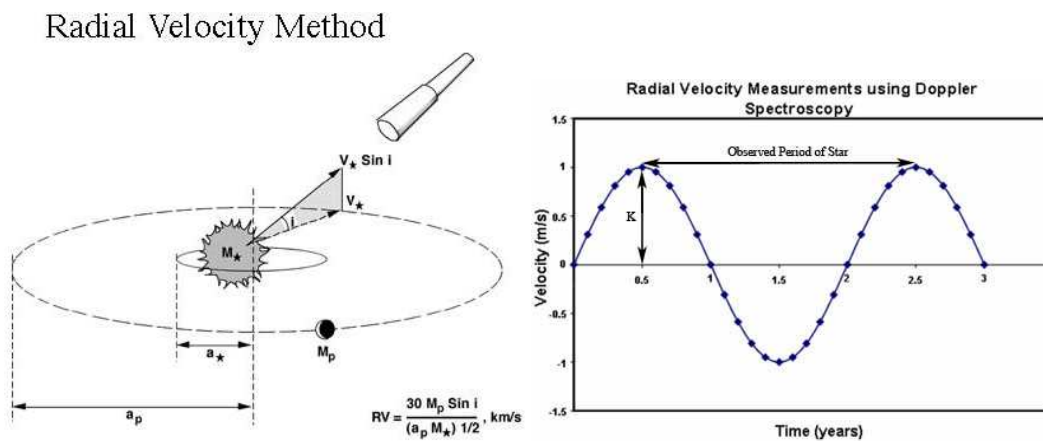 Radial Velocity Method
V★ Sin i
V★
i
M★
Mp
a★
ap
RV = 30 Mp Sin i / (ap M★) 1/2 , km/s
Radial Velocity Measurements using Doppler
Spectroscopy
Observed Period of Star
K
Velocity (m/s)
1.5
1
0.5
0
-0.5
-1
-1.5
0.5
1
1.5
2
2.5
3
Time (years)